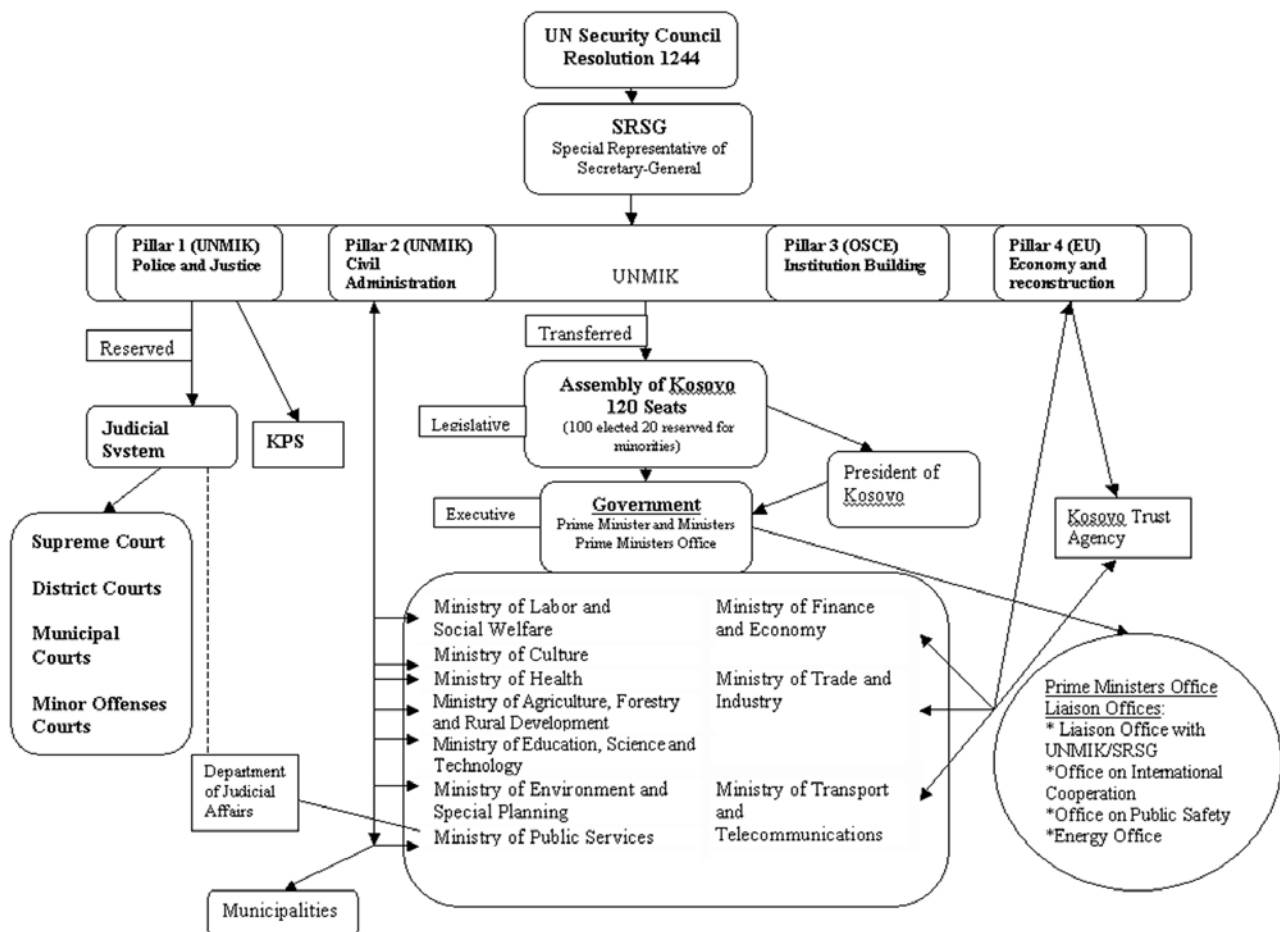 UN Security Council
Resolution 1244
SRSG
Special Representative of
Secretary-General
Pillar 1 (UNMIK)
Police and Justice
Pillar 2 (UNMIK)
Civil
Administration
UNMIK
Pillar 3 (OSCE)
Institution Building
Pillar 4 (EU)
Economy and
reconstruction
Reserved
Transferred
Judicial
System
KPS
Legislative
Assembly of Kosovo
120 Seats
(100 elected 20 reserved for
minorities)
President of
Kosovo
Executive
Government
Prime Minister and Ministers
Prime Ministers Office
Kosovo Trust
Agency
Supreme Court
District Courts
Municipal
Courts
Minor Offenses
Courts
Ministry of Labor and
Social Welfare
Ministry of Culture
Ministry of Health
Ministry of Agriculture, Forestry
and Rural Development
Ministry of Education, Science and
Technology
Ministry of Environment and
Special Planning
Ministry of Public Services
Ministry of Finance
and Economy
Ministry of Trade and
Industry
Ministry of Transport
and
Telecommunications
Prime Ministers Office
Liaison Offices:
* Liaison Office with
UNMIK/SRSG
*Office on International
Cooperation
*Office on Public Safety
*Energy Office
Department
of Judicial
Affairs
Municipalities